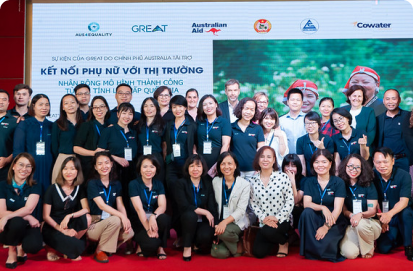 AUS4EQUALITY
GREAT
Australian
Aid
Cowater
SỰ KIỆN CỦA GREAT DO CHÍNH PHỦ AUSTRALIA TÀI TRỢ
KẾT NỐI PHỤ NỮ VỚI THỊ TRƯỜNG
NHÂN RỘNG MÔ HÌNH THÀNH CÔNG